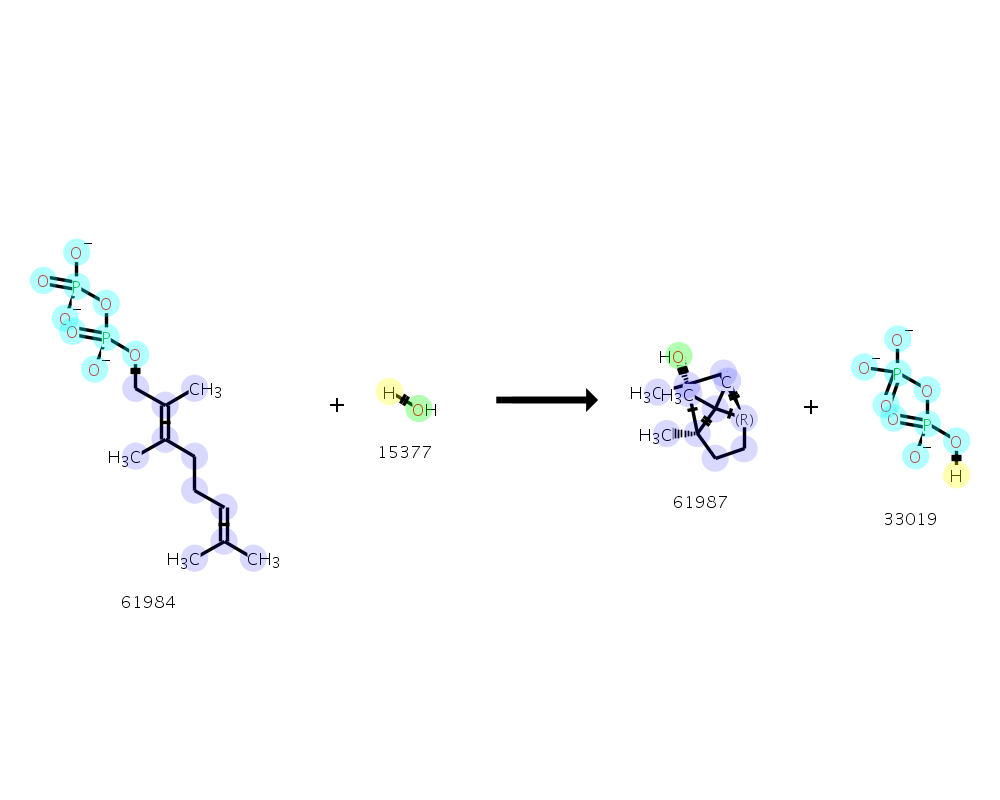 O −
O P
O
O −
O P
O − O
CH₃
H₃C
H₃C CH₃
61984
+
H OH
15377
HO
H₃C H₃C C
(R)
H₃C
61987
+
O −
O − P
O
O
O P
O − O
H
33019